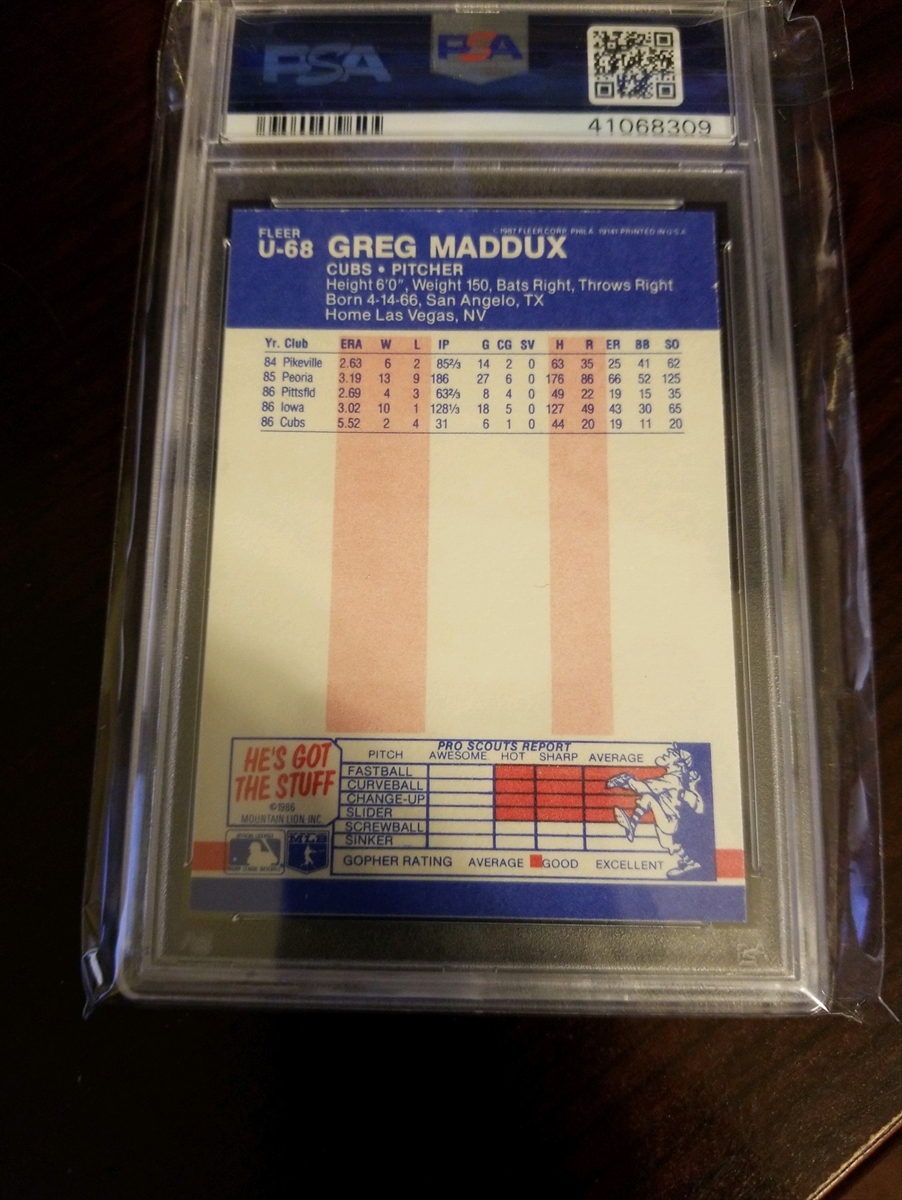 PSA PSA
41068309
FLEER
© 1987 FLEER CORP. PHILA. 19141 PRINTED IN U.S.A.
U-68 GREG MADDUX
CUBS • PITCHER
Height 6'0", Weight 150, Bats Right, Throws Right
Born 4-14-66, San Angelo, TX
Home Las Vegas, NV
Yr. Club ERA W L IP G CG SV H R ER BB SO
84 Pikeville 2.63 6 2 85⅔ 14 2 0 63 35 25 41 62
85 Peoria 3.19 13 9 186 27 6 0 176 86 66 52 125
86 Pittsfld 2.69 4 3 63⅔ 8 4 0 49 22 19 15 35
86 Iowa 3.02 10 1 128⅓ 18 5 0 127 49 43 30 65
86 Cubs 5.52 2 4 31 6 1 0 44 20 19 11 20
HE'S GOT
THE STUFF
©1986
MOUNTAIN LION, INC.
PRO SCOUTS REPORT
PITCH AWESOME HOT SHARP AVERAGE
FASTBALL
CURVEBALL
CHANGE-UP
SLIDER
SCREWBALL
SINKER
GOPHER RATING AVERAGE GOOD EXCELLENT